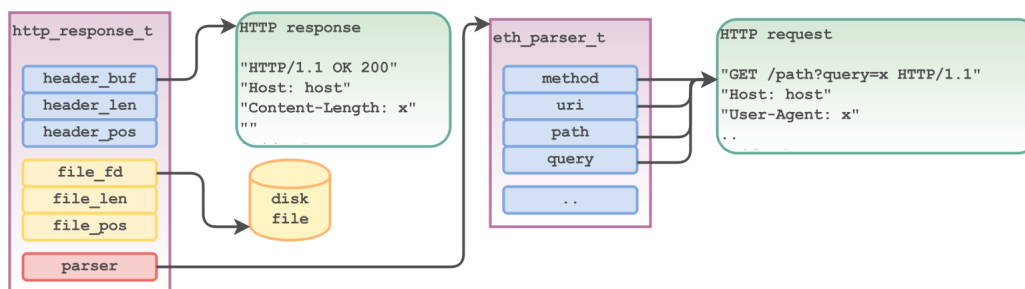 http_response_t
header_buf
header_len
header_pos
file_fd
file_len
file_pos
parser
HTTP response
"HTTP/1.1 OK 200"
"Host: host"
"Content-Length: x"
""
disk
file
eth_parser_t
method
uri
path
query
..
HTTP request
"GET /path?query=x HTTP/1.1"
"Host: host"
"User-Agent: x"
..